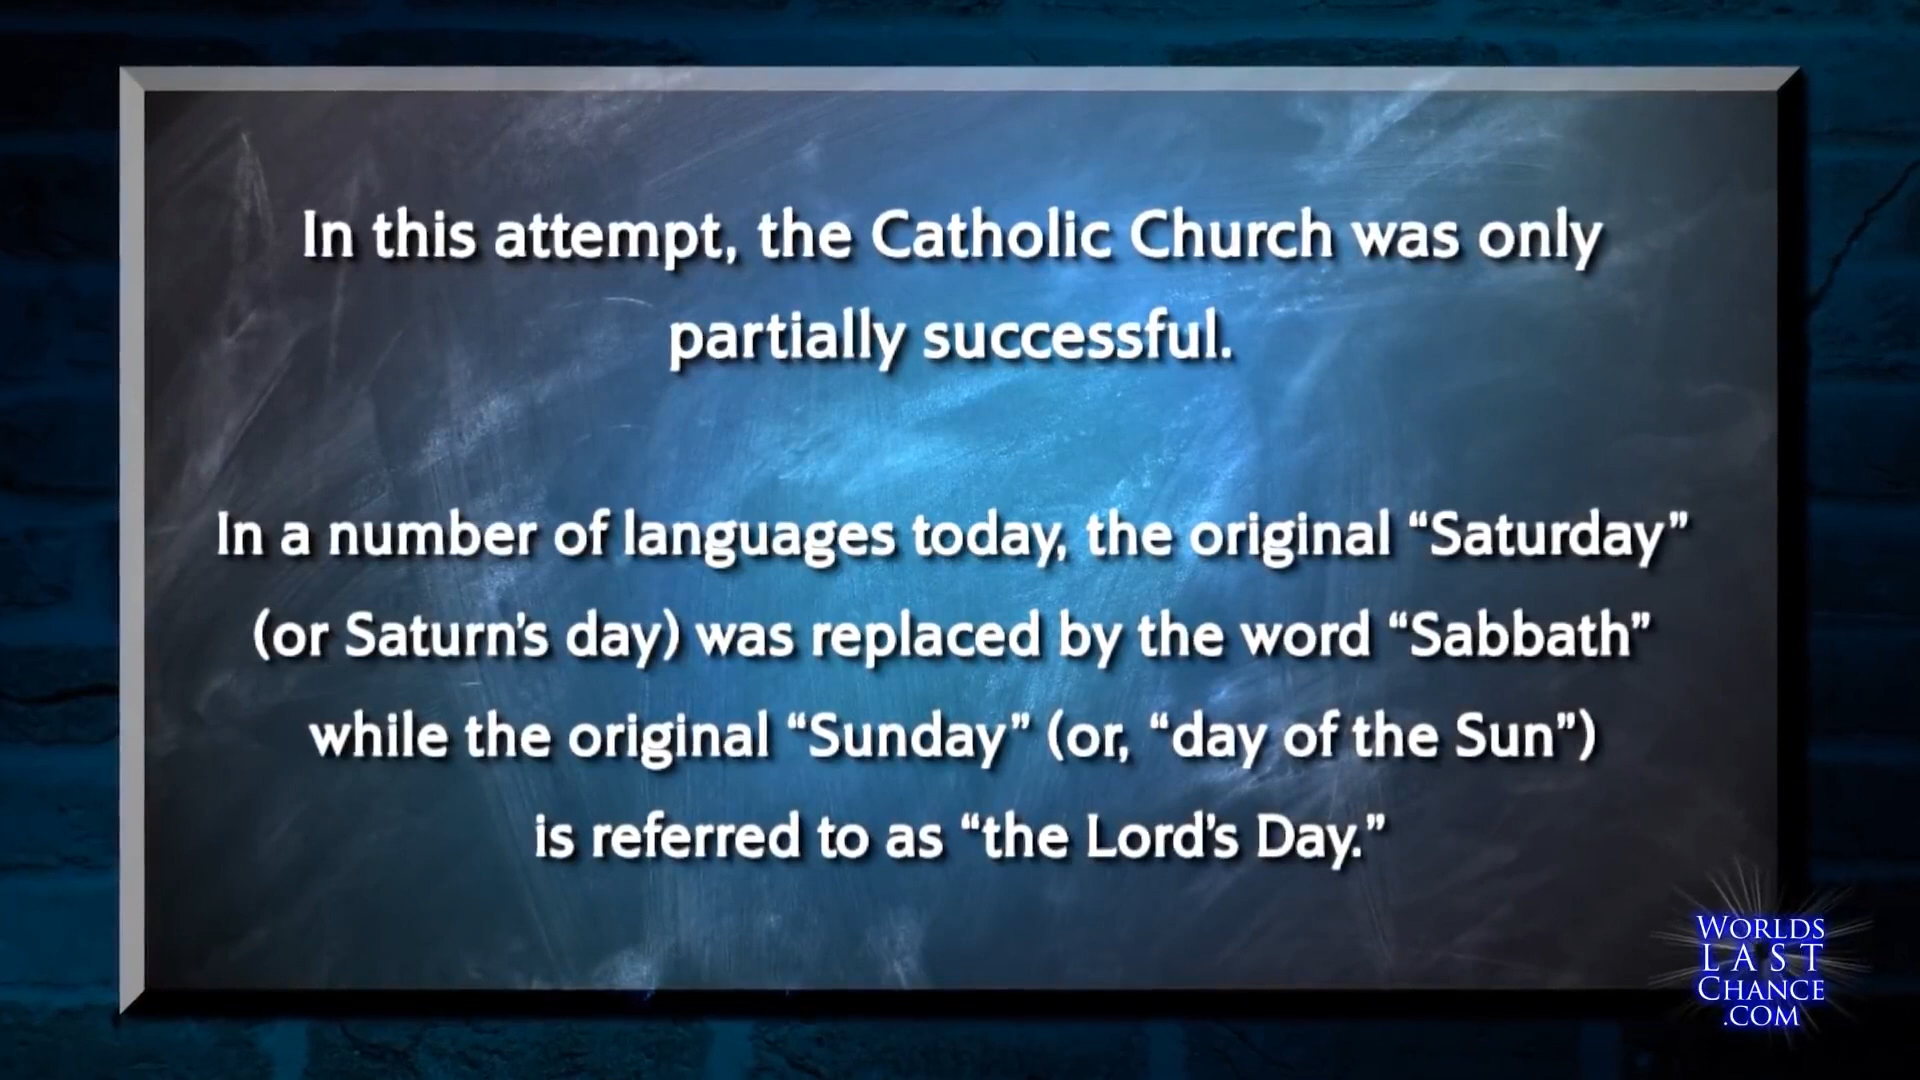 In this attempt, the Catholic Church was only
partially successful.
In a number of languages today, the original “Saturday”
(or Saturn’s day) was replaced by the word “Sabbath”
while the original “Sunday” (or, “day of the Sun”)
is referred to as “the Lord’s Day.”
WORLDS
LAST
CHANCE
.COM